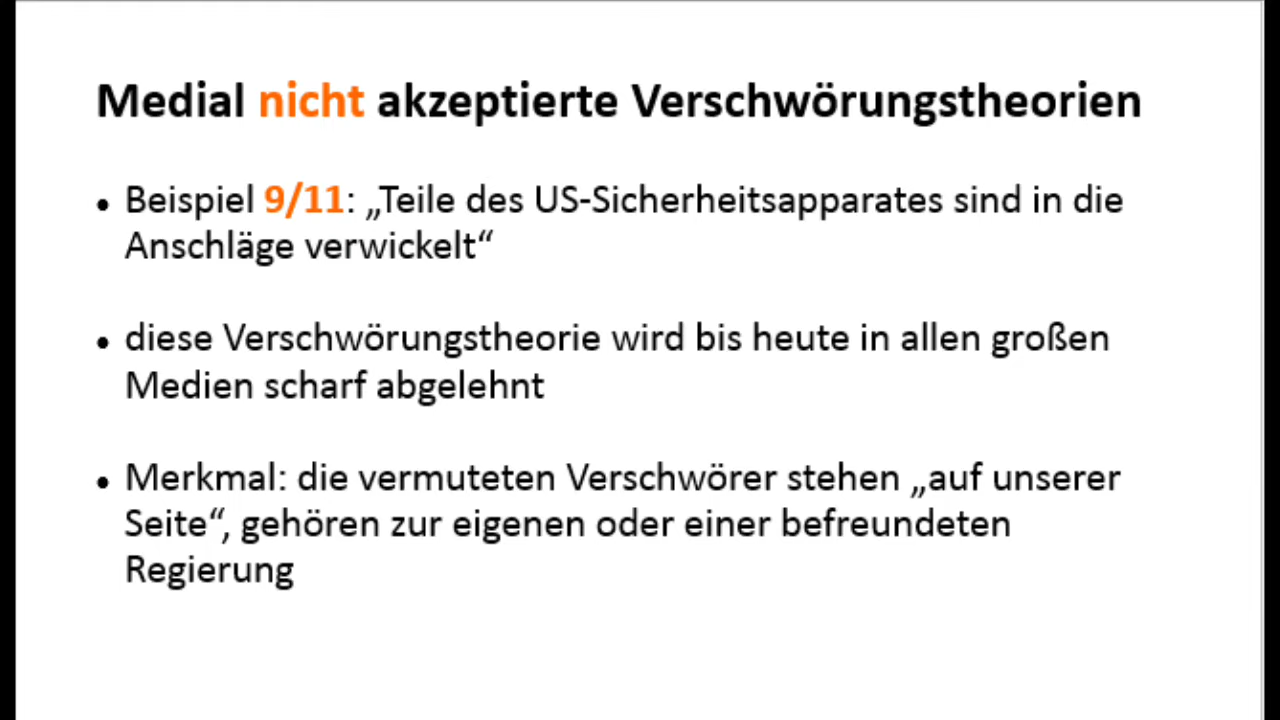 Medial nicht akzeptierte Verschwörungstheorien
• Beispiel 9/11: „Teile des US-Sicherheitsapparates sind in die
Anschläge verwickelt“
• diese Verschwörungstheorie wird bis heute in allen großen
Medien scharf abgelehnt
• Merkmal: die vermuteten Verschwörer stehen „auf unserer
Seite“, gehören zur eigenen oder einer befreundeten
Regierung